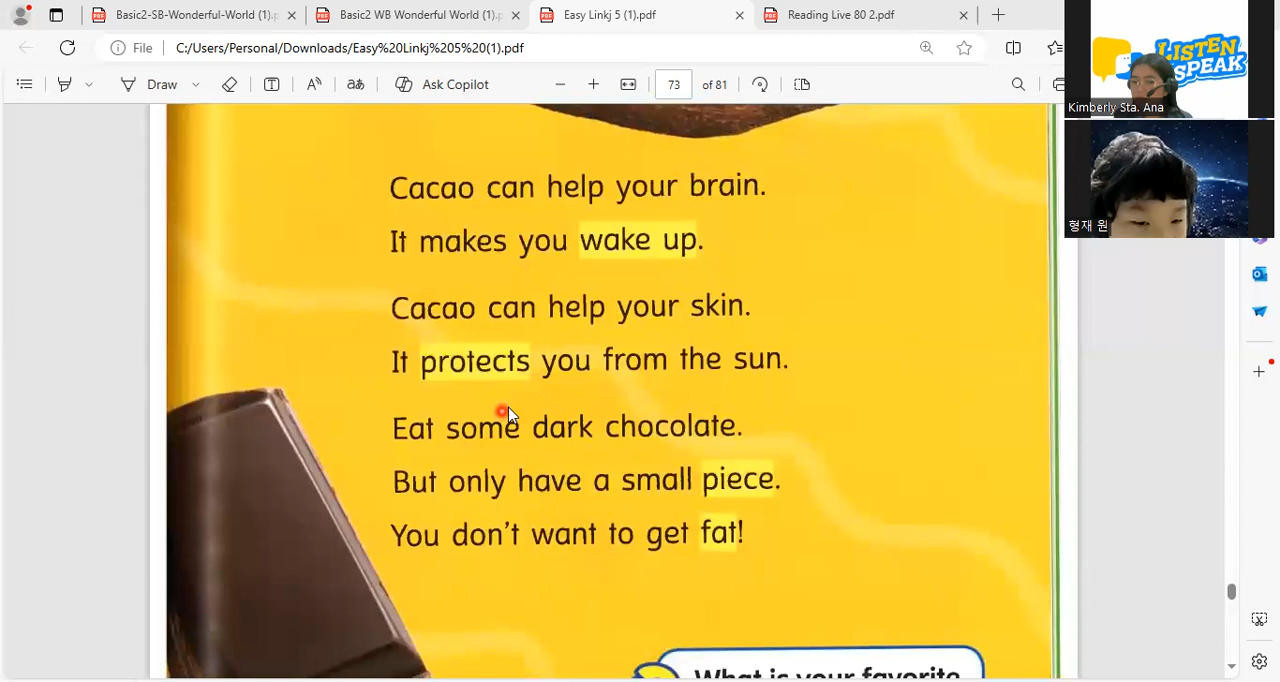 Basic2-SB-Wonderful-World (1).p
Basic2 WB Wonderful World (1).p
Easy Linkj 5 (1).pdf
Reading Live 80 2.pdf
File
C:/Users/Personal/Downloads/Easy%20Linkj%205%20(1).pdf
Draw
aあ
Ask Copilot
73 of 81
LISTEN
SPEAK
Kimberly Sta. Ana
형재 원
Cacao can help your brain.
It makes you wake up.
Cacao can help your skin.
It protects you from the sun.
Eat some dark chocolate.
But only have a small piece.
You don't want to get fat!
What is your favorite